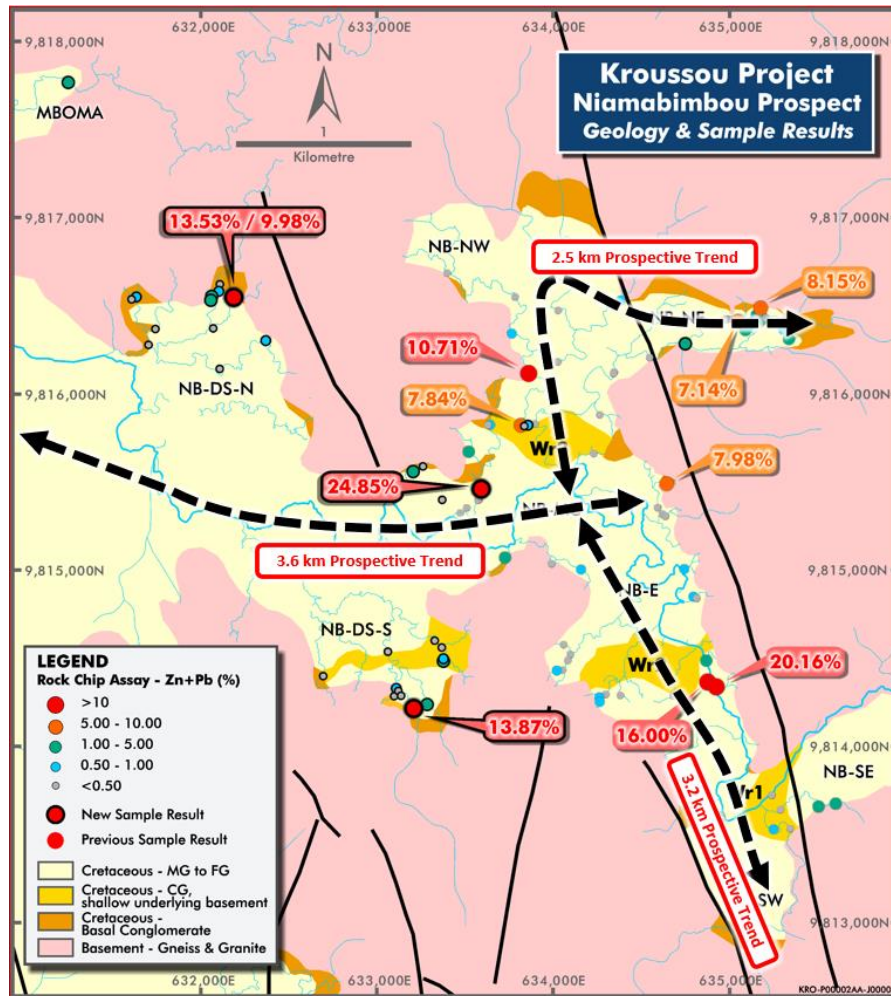 632,000E
633,000E
634,000E
635,000E
9,818,000N
9,818,000N
MBOMA
N
1
Kilometre
Kroussou Project
Niamabimbou Prospect
Geology & Sample Results
9,817,000N
9,817,000N
13.53% / 9.98%
NB-NW
2.5 km Prospective Trend
8.15%
NB-NE
10.71%
7.14%
9,816,000N
9,816,000N
NB-DS-N
7.84%
7.98%
24.85%
3.6 km Prospective Trend
9,815,000N
9,815,000N
NB-E
NB-DS-S
20.16%
16.00%
13.87%
9,814,000N
NB-SE
3.2 km Prospective Trend
SW
9,813,000N
LEGEND
Rock Chip Assay - Zn+Pb (%)
>10
5.00 - 10.00
1.00 - 5.00
0.50 - 1.00
<0.50
New Sample Result
Previous Sample Result
Cretaceous - MG to FG
Cretaceous - CG,
shallow underlying basement
Cretaceous -
Basal Conglomerate
Basement - Gneiss & Granite
632,000E
633,000E
634,000E
635,000E